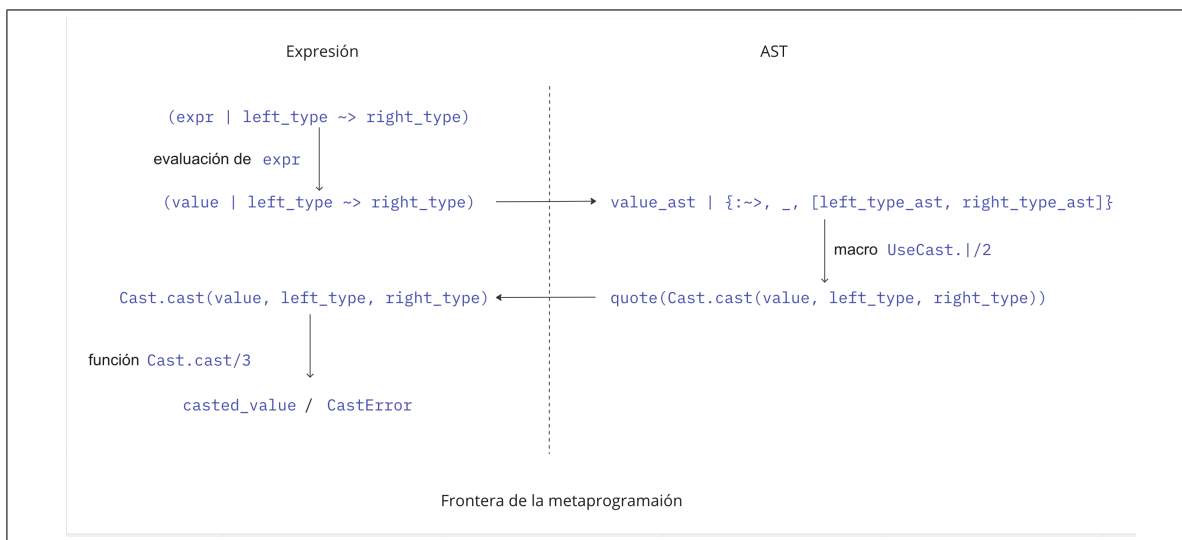 Expresión AST
(expr | left_type ~> right_type)
evaluación de expr
(value | left_type ~> right_type) value_ast | {:~>, _, [left_type_ast, right_type_ast]}
macro UseCast.|/2
Cast.cast(value, left_type, right_type) quote(Cast.cast(value, left_type, right_type))
función Cast.cast/3
casted_value / CastError
Frontera de la metaprogramaión